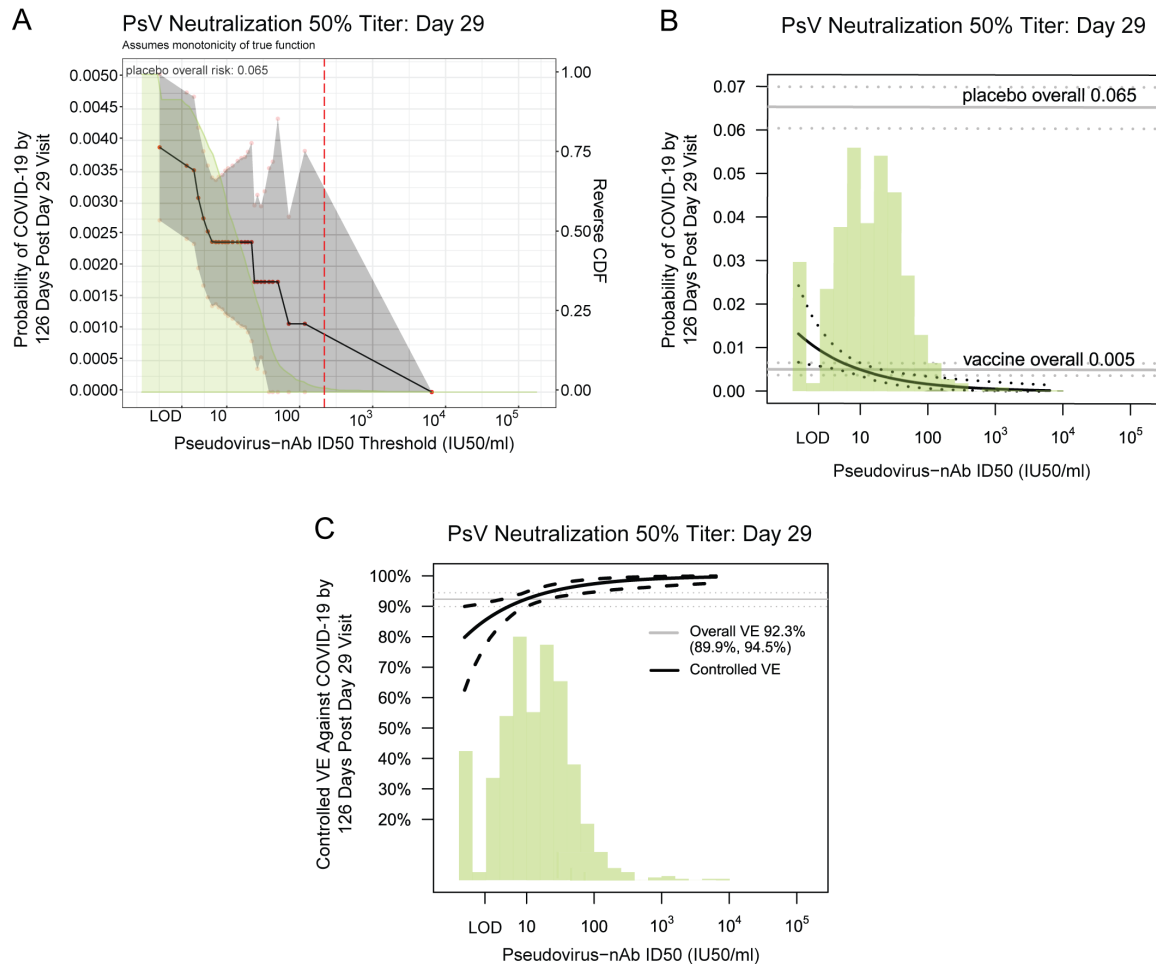 A
PsV Neutralization 50% Titer: Day 29
Assumes monotonicity of true function
placebo overall risk: 0.065
Probability of COVID−19 by
126 Days Post Day 29 Visit
0.0050
0.0045
0.0040
0.0035
0.0030
0.0025
0.0020
0.0015
0.0010
0.0005
0.0000
1.00
0.75
0.50
0.25
0.00
Reverse CDF
LOD 10 100 10³ 10⁴ 10⁵
Pseudovirus−nAb ID50 Threshold (IU50/ml)
B
PsV Neutralization 50% Titer: Day 29
Probability of COVID−19 by
126 Days Post Day 29 Visit
0.07
0.06
0.05
0.04
0.03
0.02
0.01
0.00
placebo overall 0.065
vaccine overall 0.005
LOD 10 100 10³ 10⁴ 10⁵
Pseudovirus−nAb ID50 (IU50/ml)
C
PsV Neutralization 50% Titer: Day 29
Controlled VE Against COVID−19 by
126 Days Post Day 29 Visit
100%
90%
80%
70%
60%
50%
40%
30%
20%
Overall VE 92.3%
(89.9%, 94.5%)
Controlled VE
LOD 10 100 10³ 10⁴ 10⁵
Pseudovirus−nAb ID50 (IU50/ml)